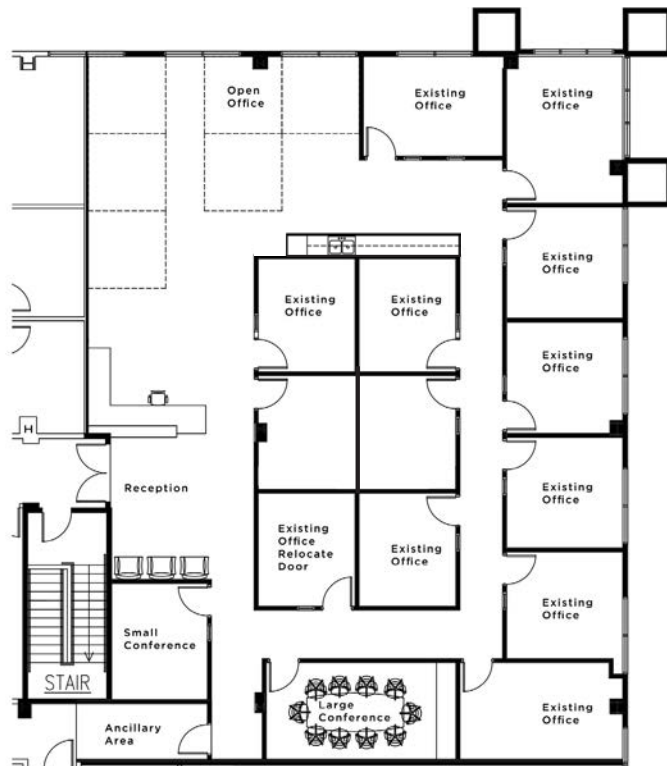 Open
Office
Existing
Office
Existing
Office
Existing
Office
Existing
Office
Existing
Office
Existing
Office
H
Reception
Existing
Office
Existing
Office
Relocate
Door
Existing
Office
Existing
Office
Small
Conference
STAIR
Large
Conference
Existing
Office
Ancillary
Area